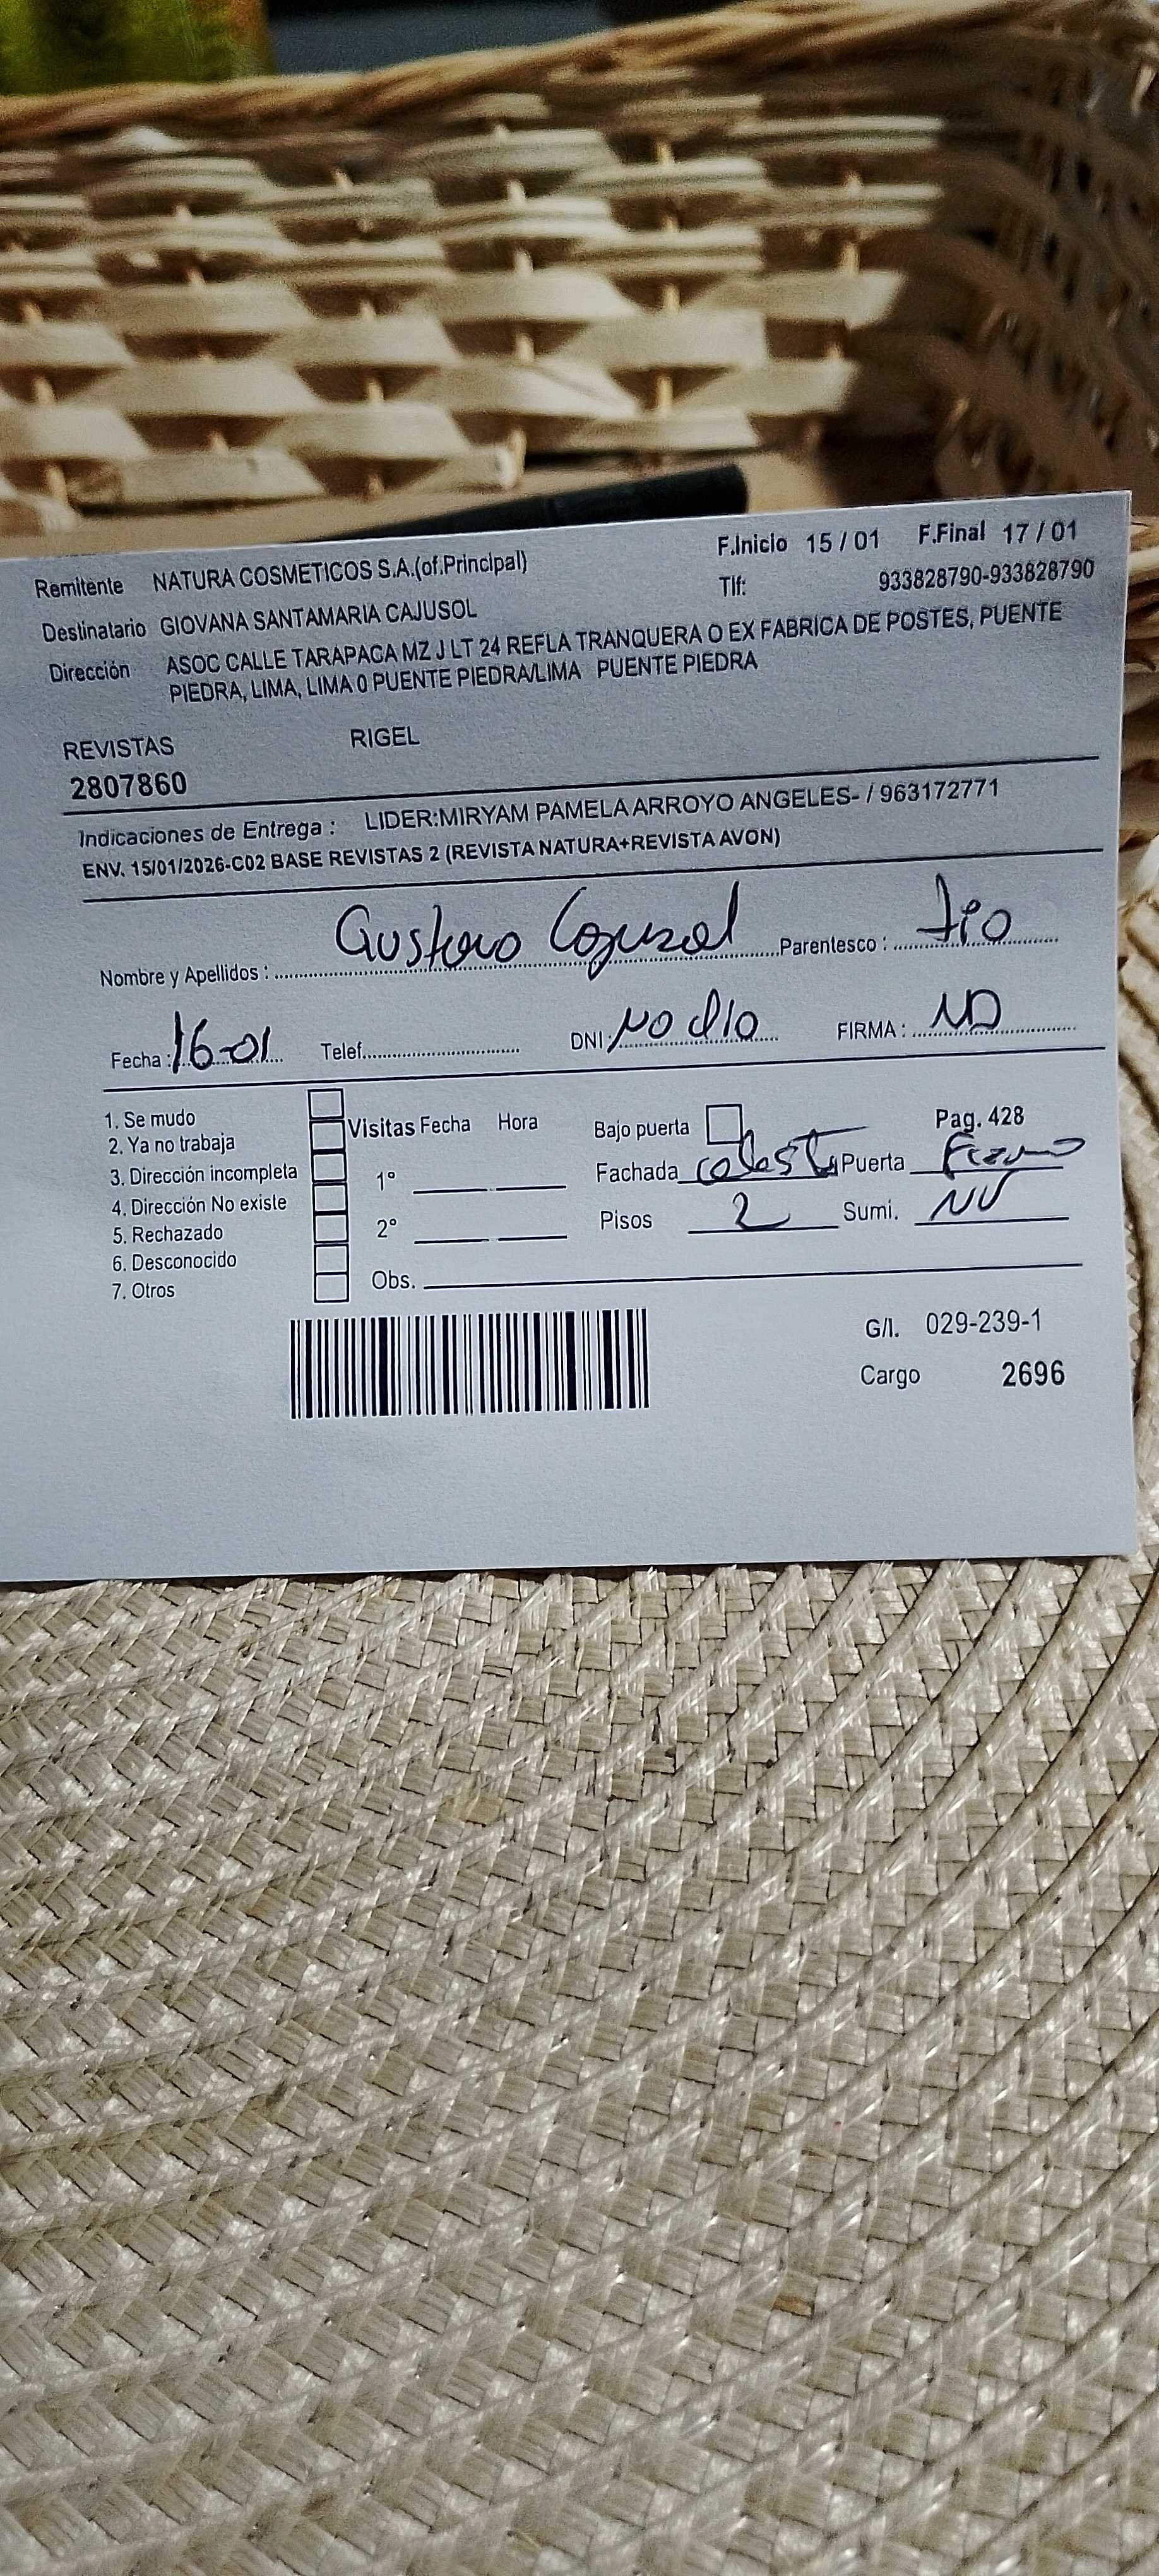 Remitente NATURA COSMETICOS S.A.(of.Principal) F.Inicio 15 / 01 F.Final 17 / 01
Destinatario GIOVANA SANTAMARIA CAJUSOL Tlf: 933828790-933828790
Dirección ASOC CALLE TARAPACA MZ J LT 24 REFLA TRANQUERA O EX FABRICA DE POSTES, PUENTE
PIEDRA, LIMA, LIMA 0 PUENTE PIEDRA/LIMA PUENTE PIEDRA
REVISTAS RIGEL
2807860
Indicaciones de Entrega : LIDER:MIRYAM PAMELA ARROYO ANGELES- / 963172771
ENV. 15/01/2026-C02 BASE REVISTAS 2 (REVISTA NATURA+REVISTA AVON)
Nombre y Apellidos : Gustavo Cajusol Parentesco : tio
Fecha : 16-01 Telef. DNI: no dio FIRMA : ND
1. Se mudo
2. Ya no trabaja Visitas Fecha Hora Bajo puerta Pag. 428
3. Dirección incompleta 1° Fachada celeste Puerta
4. Dirección No existe
5. Rechazado 2° Pisos 2 Sumi. NV
6. Desconocido
7. Otros Obs.
G/I. 029-239-1
Cargo 2696